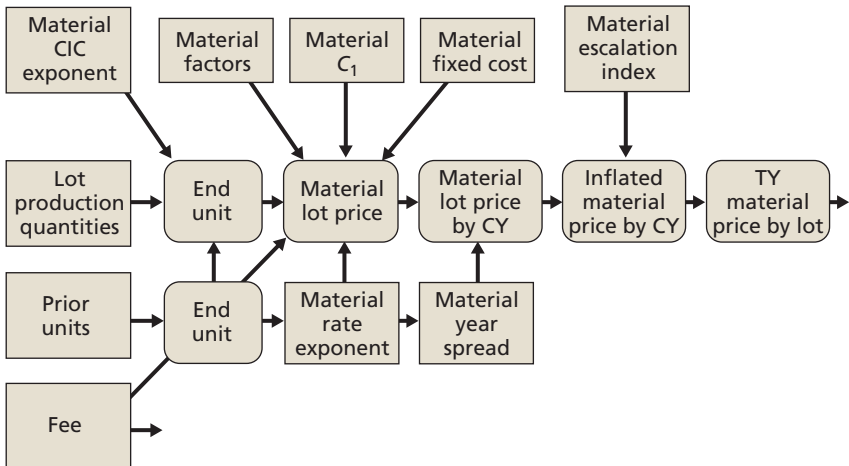 Material
CIC
exponent
Material
factors
Material
C1
Material
fixed cost
Material
escalation
index
Lot
production
quantities
End
unit
Material
lot price
Material
lot price
by CY
Inflated
material
price by CY
TY
material
price by lot
Prior
units
End
unit
Material
rate
exponent
Material
year
spread
Fee